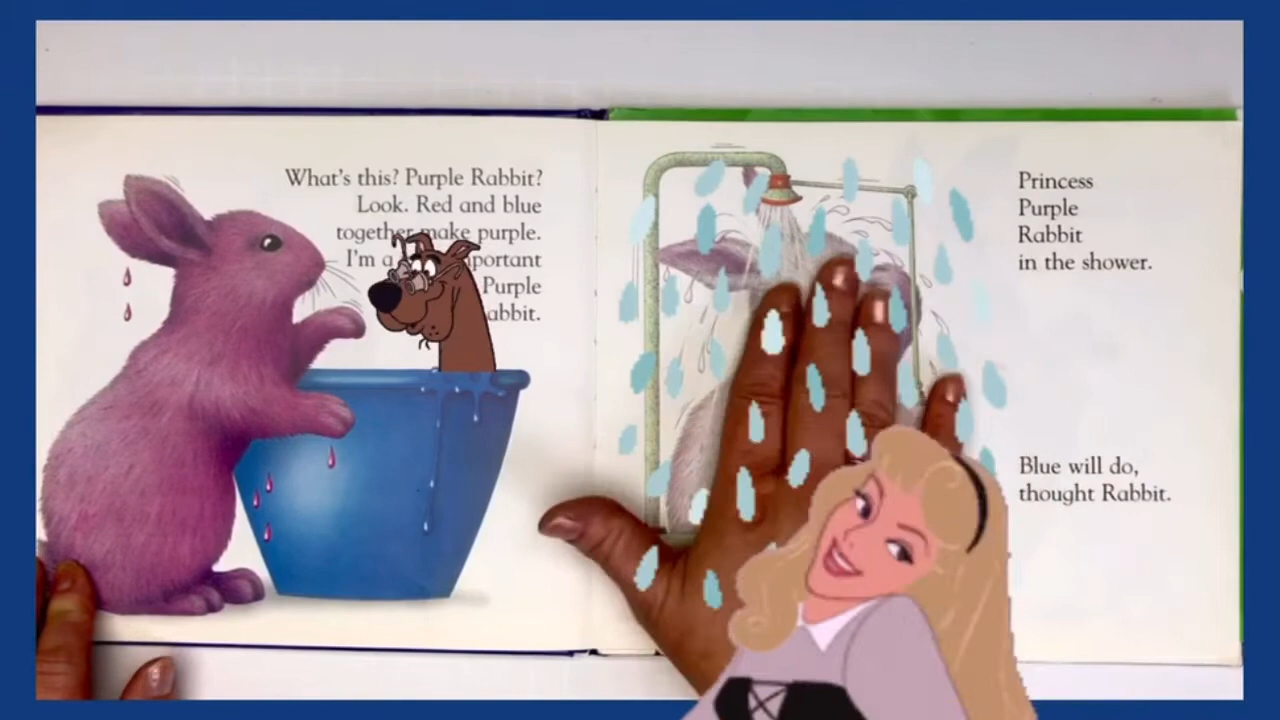 What's this? Purple Rabbit?
Look. Red and blue
together make purple.
I'm a
Purple
Princess
Purple
Rabbit
in the shower.
Blue will do,
thought Rabbit.